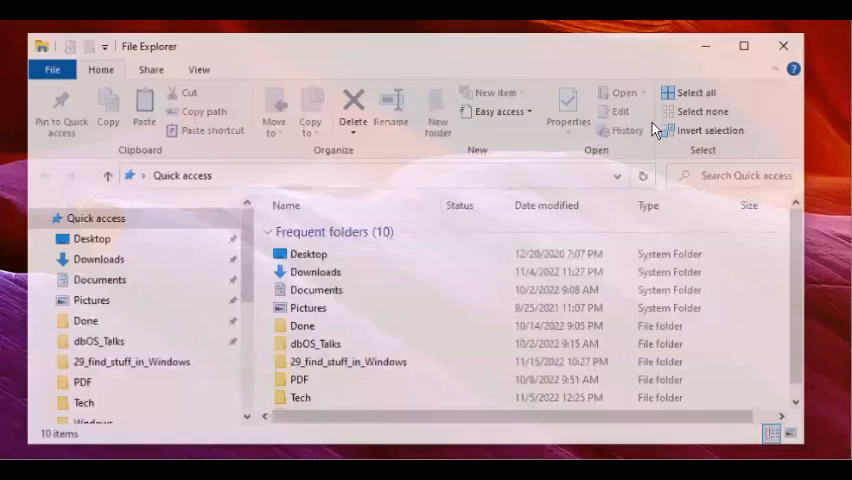 File Explorer
File Home Share View
Pin to Quick access
Copy
Paste
Cut
Copy path
Paste shortcut
Clipboard
Move to
Copy to
Delete
Rename
Organize
New folder
New item
Easy access
New
Properties
Open
Edit
History
Open
Select all
Select none
Invert selection
Select
Quick access
Search Quick access
Quick access
Desktop
Downloads
Documents
Pictures
Done
dbOS_Talks
29_find_stuff_in_Windows
PDF
Tech
Windows
Name Status Date modified Type Size
Frequent folders (10)
Desktop 12/20/2020 7:07 PM System Folder
Downloads 11/4/2022 11:27 PM System Folder
Documents 10/2/2022 9:08 AM System Folder
Pictures 9/25/2021 11:07 PM System Folder
Done 10/14/2022 9:05 PM File folder
dbOS_Talks 10/2/2022 9:15 AM File folder
29_find_stuff_in_Windows 11/15/2022 10:27 PM File folder
PDF 10/8/2022 9:51 AM File folder
Tech 11/5/2022 12:25 PM File folder
10 items